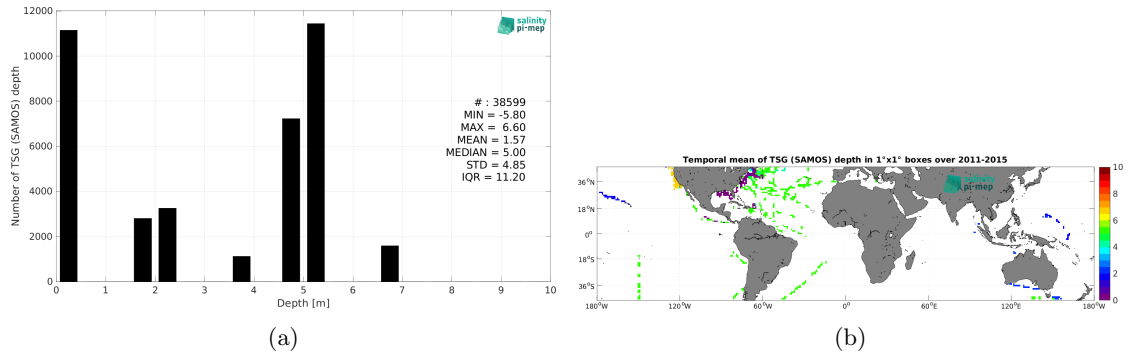 12000
10000
8000
6000
4000
2000
0
Number of TSG (SAMOS) depth
0 1 2 3 4 5 6 7 8 9 10
Depth [m]
salinity
pi-mep
# : 38599
MIN = -5.80
MAX = 6.60
MEAN = 1.57
MEDIAN = 5.00
STD = 4.85
IQR = 11.20
(a)
Temporal mean of TSG (SAMOS) depth in 1°x1° boxes over 2011-2015
salinity
pi-mep
36°N
18°N
0°
18°S
36°S
180°W 120°W 60°W 0° 60°E 120°E 180°E
10
8
6
4
2
0
(b)